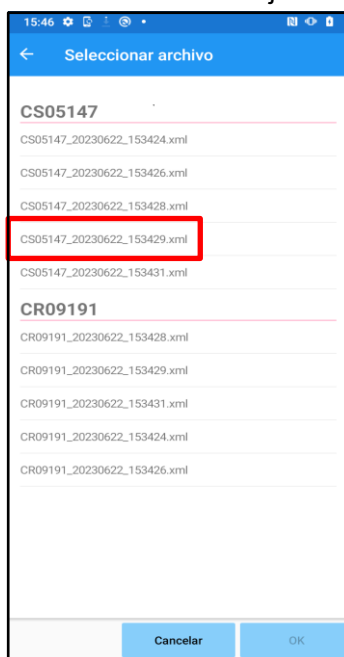 15:46
Seleccionar archivo
CS05147
CS05147_20230622_153424.xml
CS05147_20230622_153426.xml
CS05147_20230622_153428.xml
CS05147_20230622_153429.xml
CS05147_20230622_153431.xml
CR09191
CR09191_20230622_153428.xml
CR09191_20230622_153429.xml
CR09191_20230622_153431.xml
CR09191_20230622_153424.xml
CR09191_20230622_153426.xml
Cancelar OK